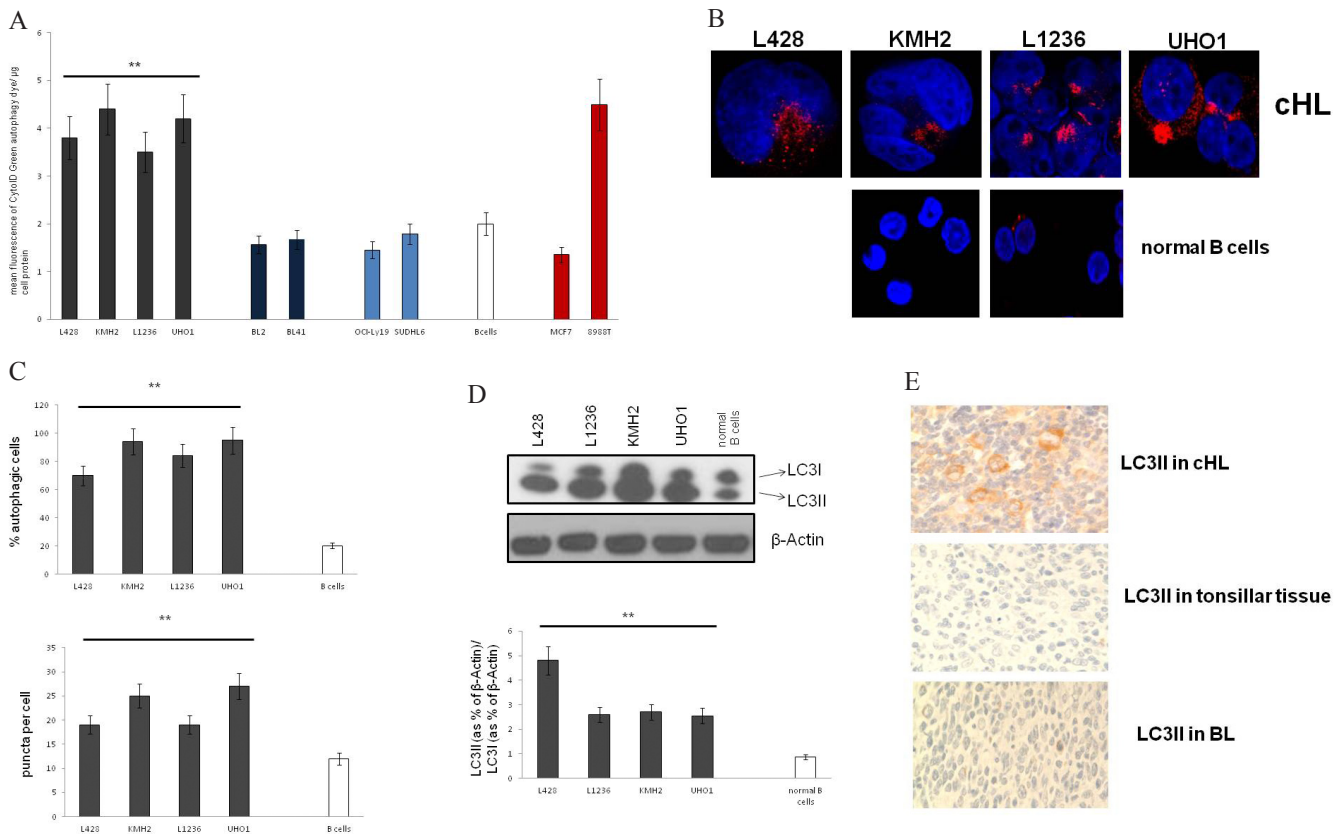 A
mean fluorescence of CytoID Green autophagy dye/ µg
cell protein
6
5
4
3
2
1
0
**
L428
KMH2
L1236
UHO1
BL2
BL41
OCI-Ly19
SUDHL6
B cells
MCF7
8988T
B
L428
KMH2
L1236
UHO1
cHL
normal B cells
C
**
% autophagic cells
120
100
80
60
40
20
0
L428
KMH2
L1236
UHO1
B cells
**
puncta per cell
35
30
25
20
15
10
5
0
L428
KMH2
L1236
UHO1
B cells
D
L428
L1236
KMH2
UHO1
normal
B cells
LC3I
LC3II
β-Actin
**
LC3II (as % of β-Actin)/
LC3I (as % of β-Actin)
6
5
4
3
2
1
0
L428
L1236
KMH2
UHO1
normal B
cells
E
LC3II in cHL
LC3II in tonsillar tissue
LC3II in BL